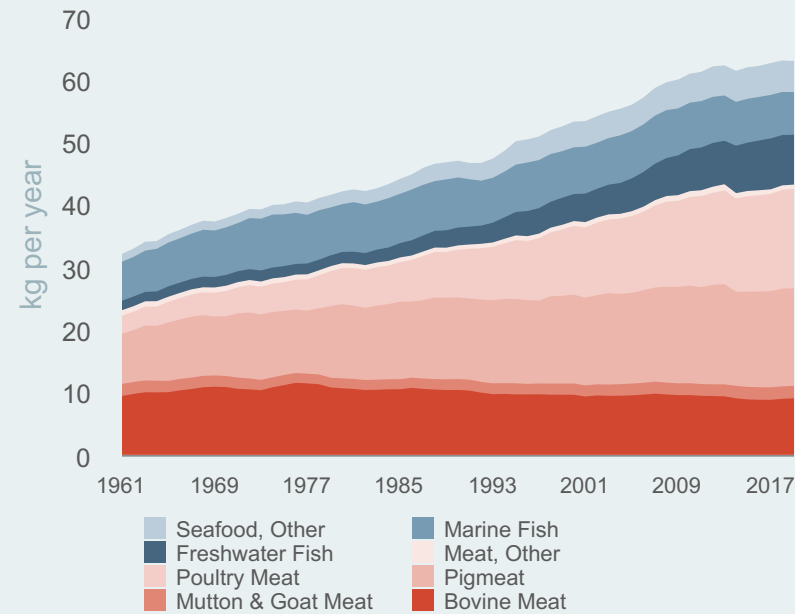 70
60
50
40
30
20
10
0
kg per year
1961 1969 1977 1985 1993 2001 2009 2017
Seafood, Other Marine Fish
Freshwater Fish Meat, Other
Poultry Meat Pigmeat
Mutton & Goat Meat Bovine Meat